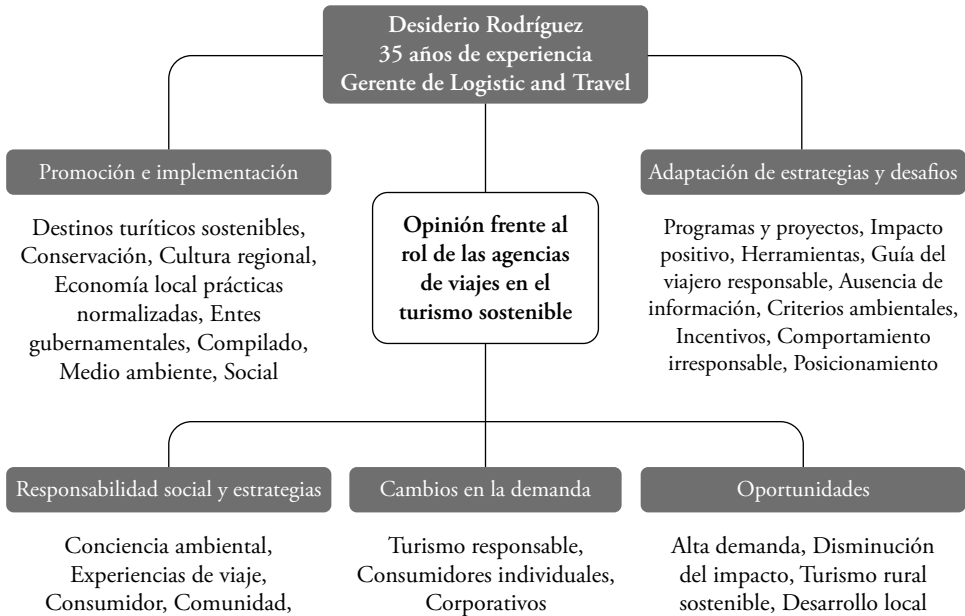 Desiderio Rodríguez
35 años de experiencia
Gerente de Logistic and Travel
Promoción e implementación
Destinos turíticos sostenibles,
Conservación, Cultura regional,
Economía local prácticas
normalizadas, Entes
gubernamentales, Compilado,
Medio ambiente, Social
Opinión frente al
rol de las agencias
de viajes en el
turismo sostenible
Adaptación de estrategias y desafios
Programas y proyectos, Impacto
positivo, Herramientas, Guía del
viajero responsable, Ausencia de
información, Criterios ambientales,
Incentivos, Comportamiento
irresponsable, Posicionamiento
Responsabilidad social y estrategias
Conciencia ambiental,
Experiencias de viaje,
Consumidor, Comunidad,
Cambios en la demanda
Turismo responsable,
Consumidores individuales,
Corporativos
Oportunidades
Alta demanda, Disminución
del impacto, Turismo rural
sostenible, Desarrollo local